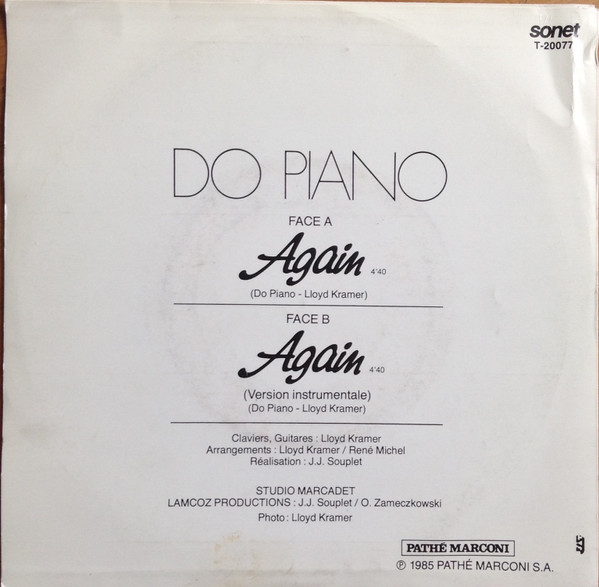 sonet
T-20077
DO PIANO
FACE A
Again 4'40
(Do Piano - Lloyd Kramer)
FACE B
Again 4'40
(Version instrumentale)
(Do Piano - Lloyd Kramer)
Claviers, Guitares : Lloyd Kramer
Arrangements : Lloyd Kramer / René Michel
Réalisation : J.J. Souplet
STUDIO MARCADET
LAMCOZ PRODUCTIONS : J.J. Souplet / O. Zameczkowski
Photo : Lloyd Kramer
PATHÉ MARCONI
℗ 1985 PATHÉ MARCONI S.A.